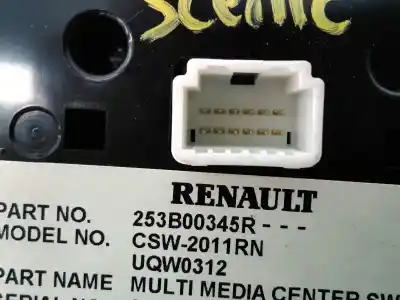 Scenic
RENAULT
PART NO. 253B00345R - - -
MODEL NO. CSW-2011RN
UQW0312
PART NAME MULTI MEDIA CENTER SW